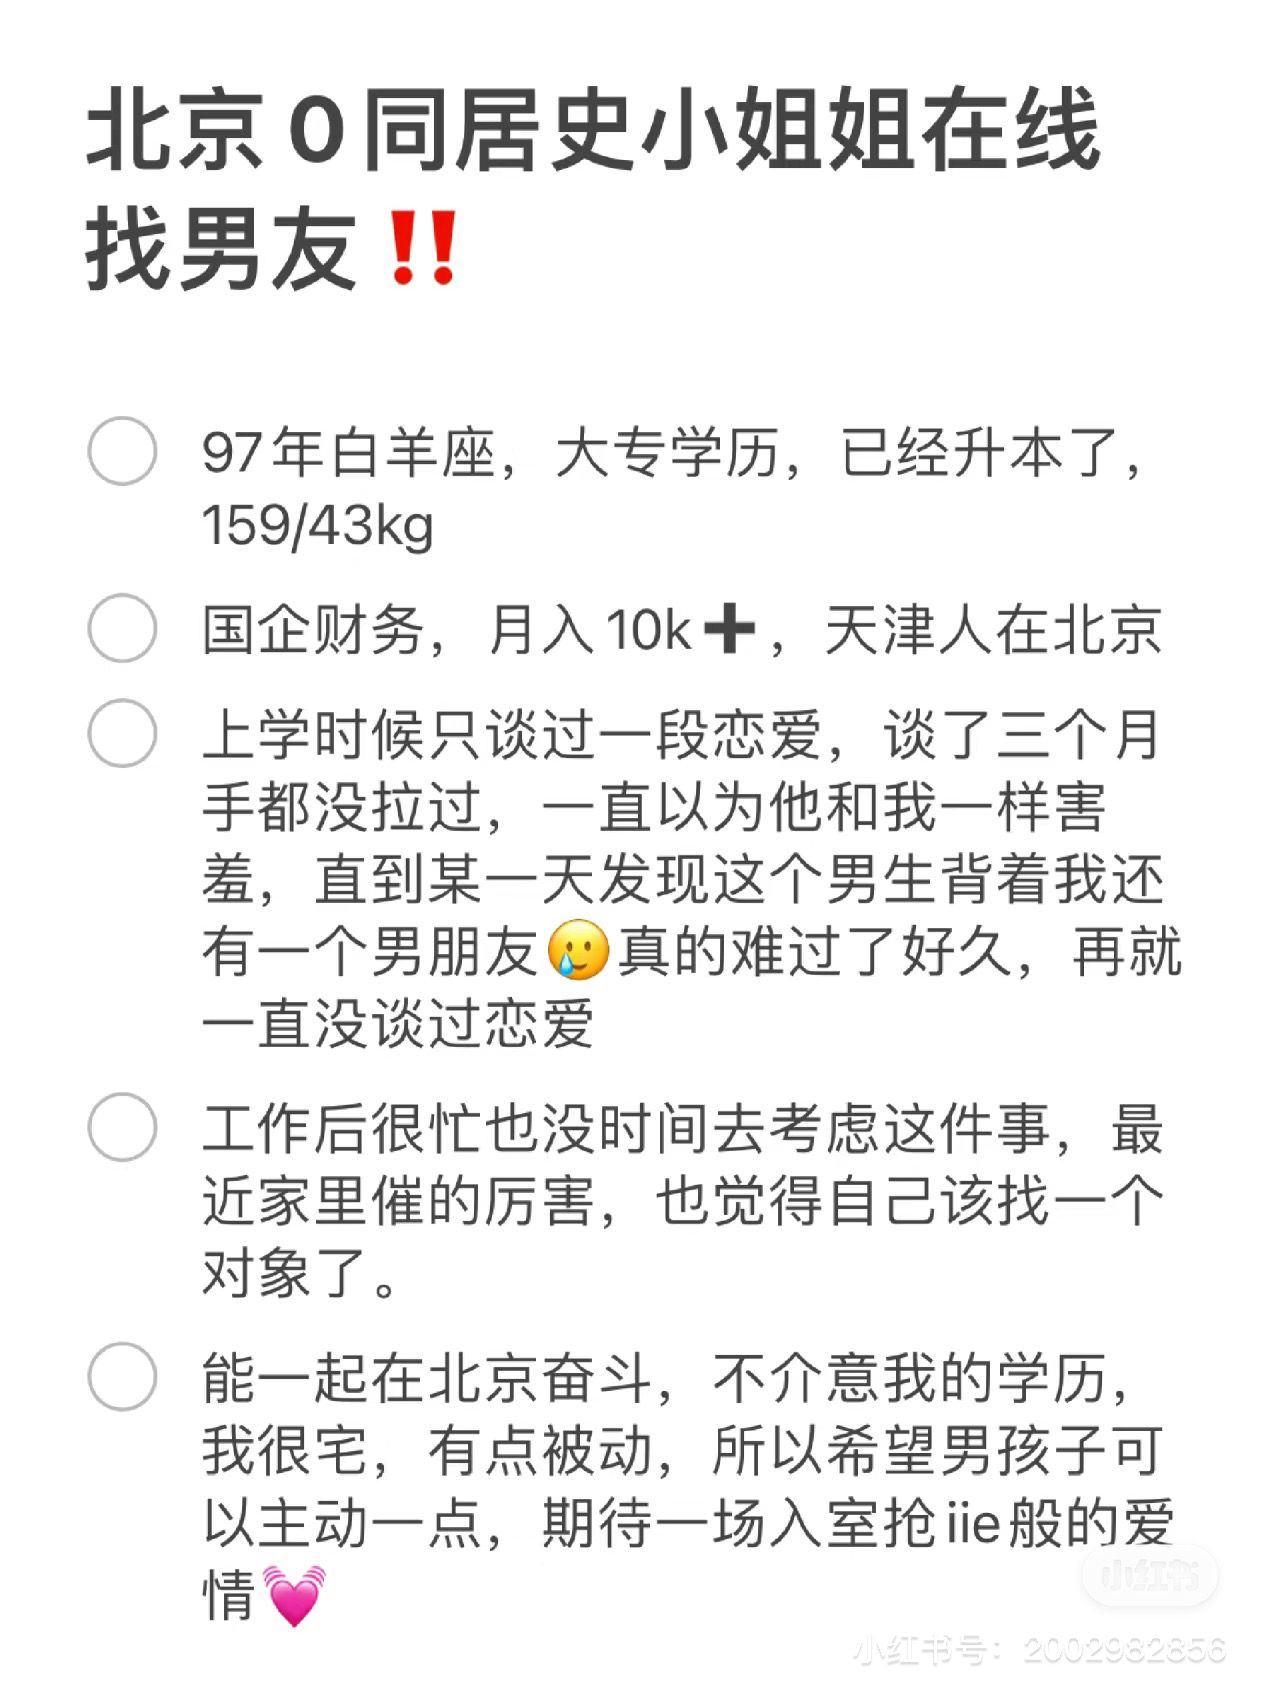 北京0同居史小姐姐在线
找男友‼️
97年白羊座，大专学历，已经升本了，
159/43kg
国企财务，月入10k➕，天津人在北京
上学时候只谈过一段恋爱，谈了三个月
手都没拉过，一直以为他和我一样害
羞，直到某一天发现这个男生背着我还
有一个男朋友🥲真的难过了好久，再就
一直没谈过恋爱
工作后很忙也没时间去考虑这件事，最
近家里催的厉害，也觉得自己该找一个
对象了。
能一起在北京奋斗，不介意我的学历，
我很宅，有点被动，所以希望男孩子可
以主动一点，期待一场入室抢iie般的爱
情💓
小红书
小红书号：2002982856